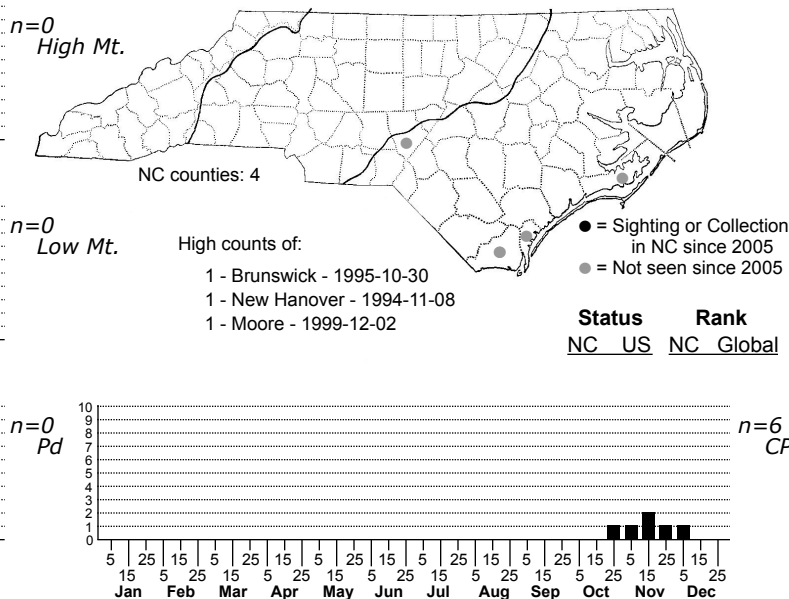 n=0
High Mt.
NC counties: 4
n=0
Low Mt.
High counts of:
1 - Brunswick - 1995-10-30
1 - New Hanover - 1994-11-08
1 - Moore - 1999-12-02
= Sighting or Collection
in NC since 2005
= Not seen since 2005
Status Rank
NC US NC Global
n=0
Pd
n=6
CP
10
9
8
7
6
5
4
3
2
1
0
5 25 15 5 25 15 5 25 15 5 25 15 5 25 15 5 25 15
15 5 25 15 5 25 15 5 25 15 5 25 15 5 25 15 5 25
Jan Feb Mar Apr May Jun Jul Aug Sep Oct Nov Dec